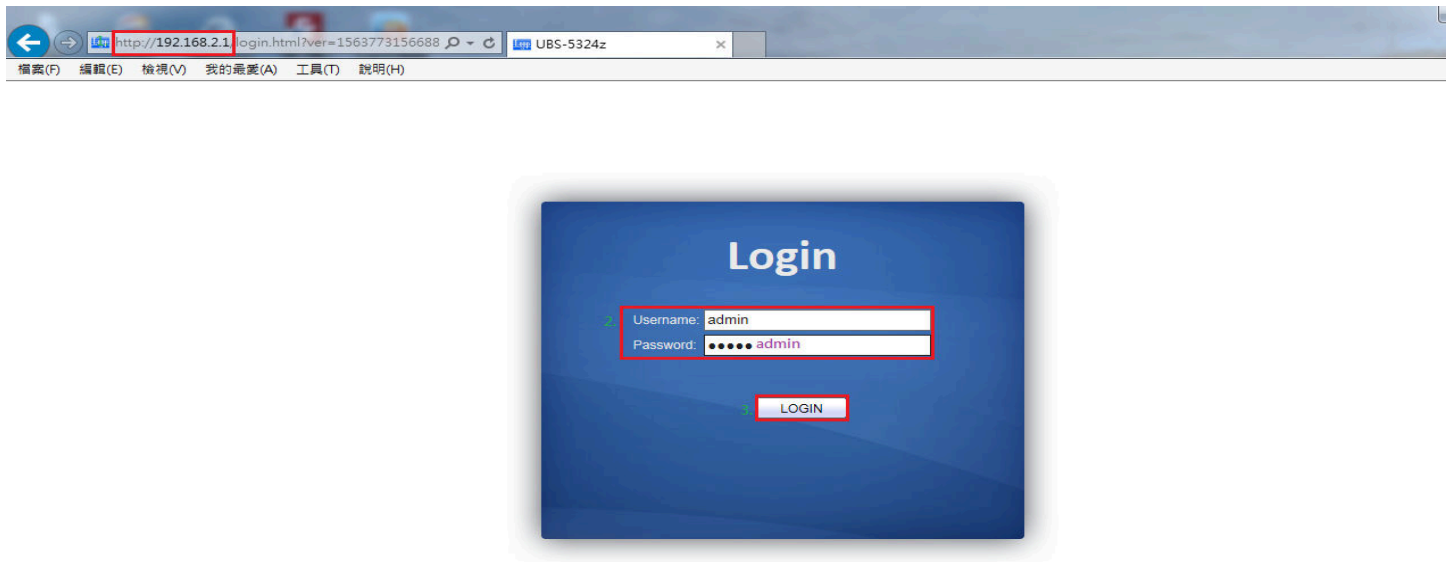 http://192.168.2.1/login.html?ver=1563773156688
UBS-5324z
檔案(F) 編輯(E) 檢視(V) 我的最愛(A) 工具(T) 說明(H)
Login
2. Username: admin
Password: ●●●●● admin
3. LOGIN